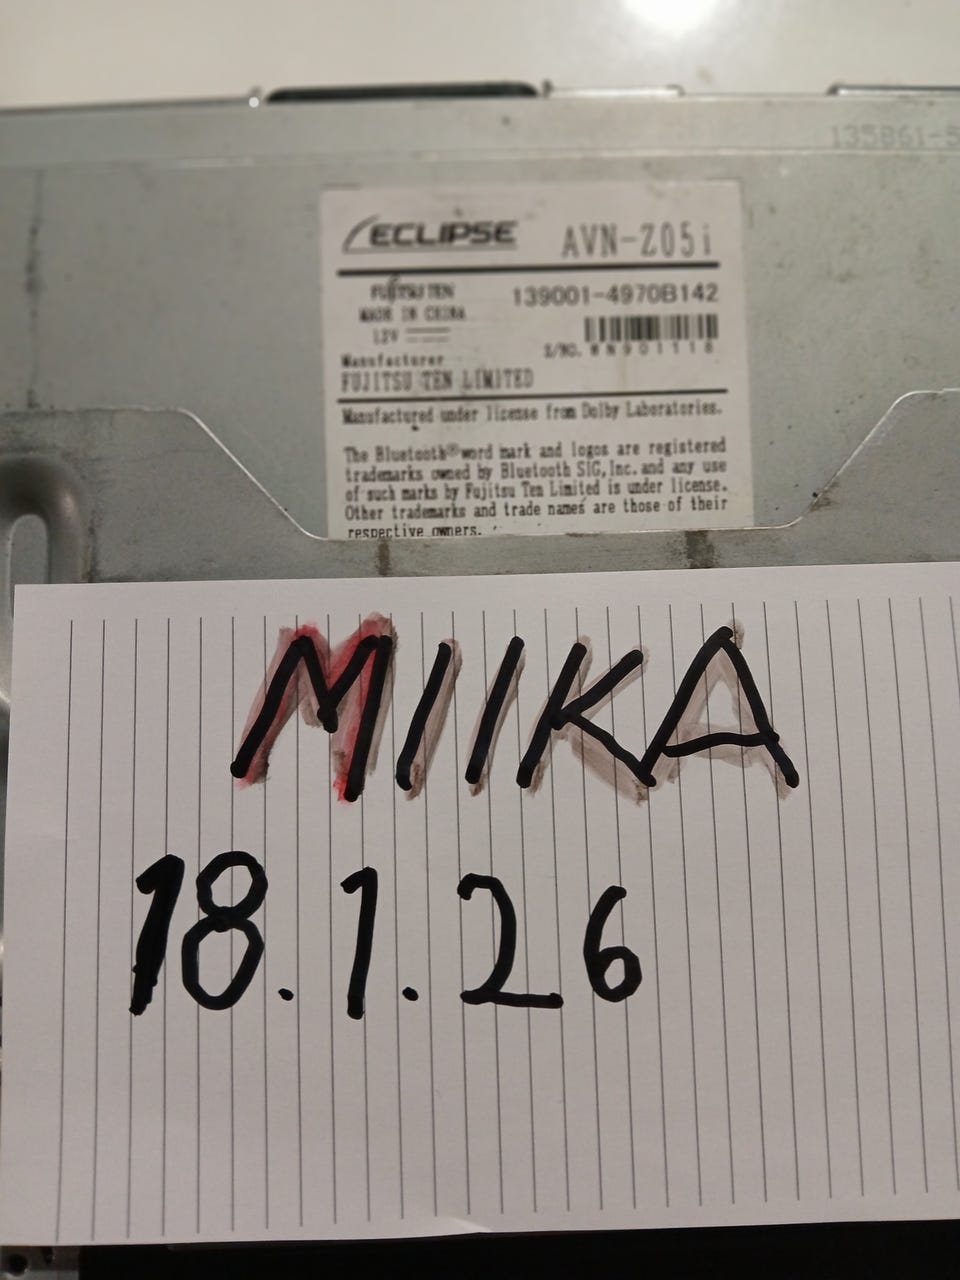 135861-5
ECLIPSE AVN-Z05i
FUJITSU TEN 139001-4970B142
MADE IN CHINA
12V
S/NO. WN901118
Manufacturer
FUJITSU TEN LIMITED
Manufactured under license from Dolby Laboratories.
The Bluetooth® word mark and logos are registered
trademarks owned by Bluetooth SIG, Inc. and any use
of such marks by Fujitsu Ten Limited is under license.
Other trademarks and trade names are those of their
respective owners.
MIIKA
18.1.26